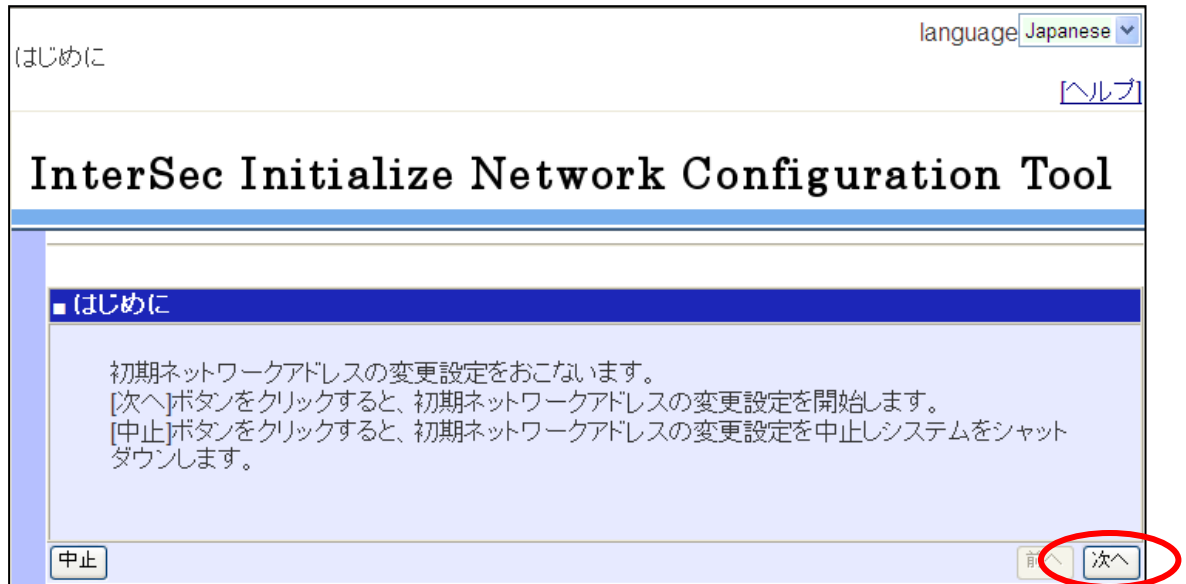 language Japanese
はじめに
[ヘルプ]
InterSec Initialize Network Configuration Tool
■ はじめに
初期ネットワークアドレスの変更設定をおこないます。
[次へ]ボタンをクリックすると、初期ネットワークアドレスの変更設定を開始します。
[中止]ボタンをクリックすると、初期ネットワークアドレスの変更設定を中止しシステムをシャット
ダウンします。
中止 前へ 次へ